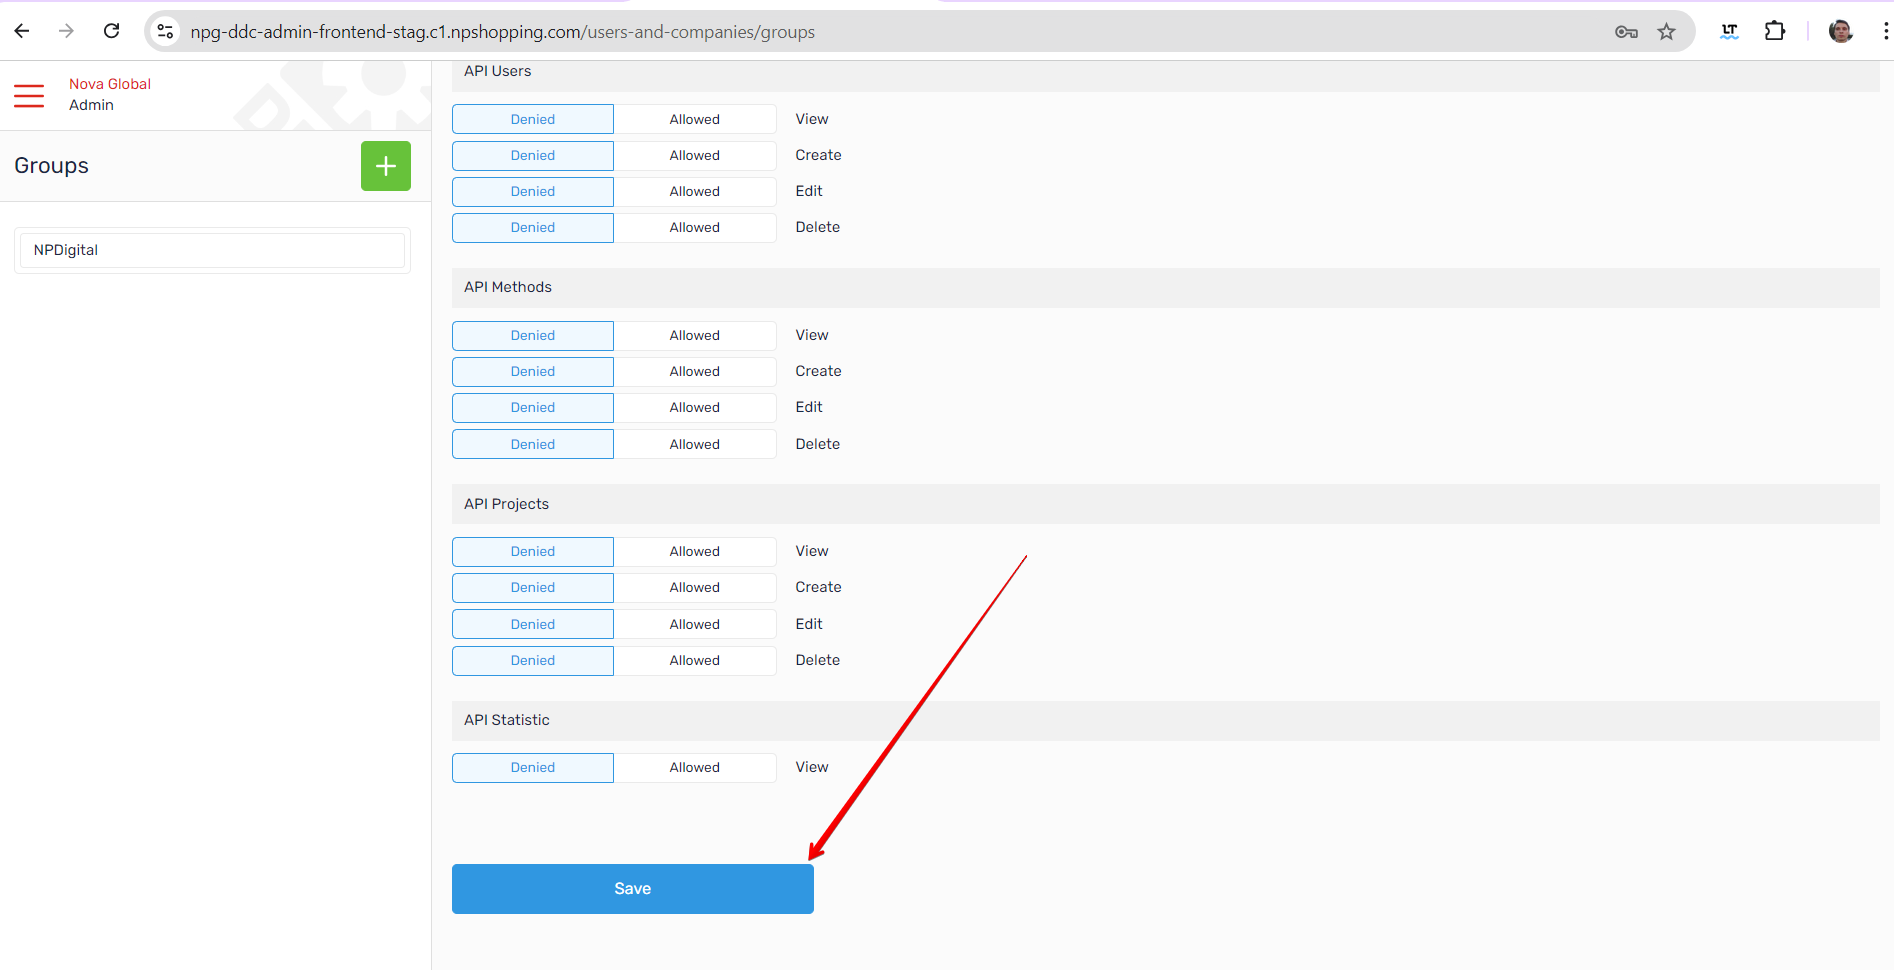 npg-ddc-admin-frontend-stag.c1.npshopping.com/users-and-companies/groups
LT
Nova Global
Admin
Groups
+
NPDigital
API Users
Denied Allowed View
Denied Allowed Create
Denied Allowed Edit
Denied Allowed Delete
API Methods
Denied Allowed View
Denied Allowed Create
Denied Allowed Edit
Denied Allowed Delete
API Projects
Denied Allowed View
Denied Allowed Create
Denied Allowed Edit
Denied Allowed Delete
API Statistic
Denied Allowed View
Save